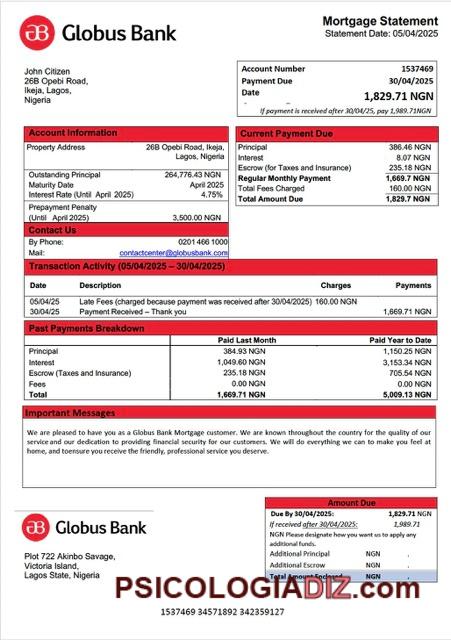 Globus Bank
Mortgage Statement
Statement Date: 05/04/2025
John Citizen
26B Opebi Road,
Ikeja, Lagos,
Nigeria
Account Number 1537469
Payment Due 30/04/2025
Date
1,829.71 NGN
If payment is received after 30/04/25, pay 1,989.71NGN
Account Information
Property Address 26B Opebi Road, Ikeja,
Lagos, Nigeria
Outstanding Principal 264,776.43 NGN
Maturity Date April 2025
Interest Rate (Until April 2025) 4.75%
Prepayment Penalty
(Until April 2025) 3,500.00 NGN
Contact Us
By Phone: 0201 466 1000
Mail: contactcenter@globusbank.com
Current Payment Due
Principal 386.46 NGN
Interest 8.07 NGN
Escrow (for Taxes and Insurance) 235.18 NGN
Regular Monthly Payment 1,669.7 NGN
Total Fees Charged 160.00 NGN
Total Amount Due 1,829.7 NGN
Transaction Activity (05/04/2025 – 30/04/2025)
Date Description Charges Payments
05/04/25 Late Fees (charged because payment was received after 30/04/2025) 160.00 NGN
30/04/25 Payment Received – Thank you 1,669.71 NGN
Past Payments Breakdown
Paid Last Month Paid Year to Date
Principal 384.93 NGN 1,150.25 NGN
Interest 1,049.60 NGN 3,153.34 NGN
Escrow (Taxes and Insurance) 235.18 NGN 705.54 NGN
Fees 0.00 NGN 0.00 NGN
Total 1,669.71 NGN 5,009.13 NGN
Important Messages
We are pleased to have you as a Globus Bank Mortgage customer. We are known throughout the country for the quality of our
service and our dedication to providing financial security for our customers. We will do everything we can to make you feel at
home, and toensure you receive the friendly, professional service you deserve.
Globus Bank
Plot 722 Akinbo Savage,
Victoria Island,
Lagos State, Nigeria
Amount Due
Due By 30/04/2025: 1,829.71 NGN
If received after 30/04/2025: 1,989.71
NGN Please designate how you want us to apply any
additional funds.
Additional Principal NGN .
Additional Escrow NGN .
Total Amount Enclosed NGN .
PSICOLOGIADIZ.com
1537469 34571892 342359127